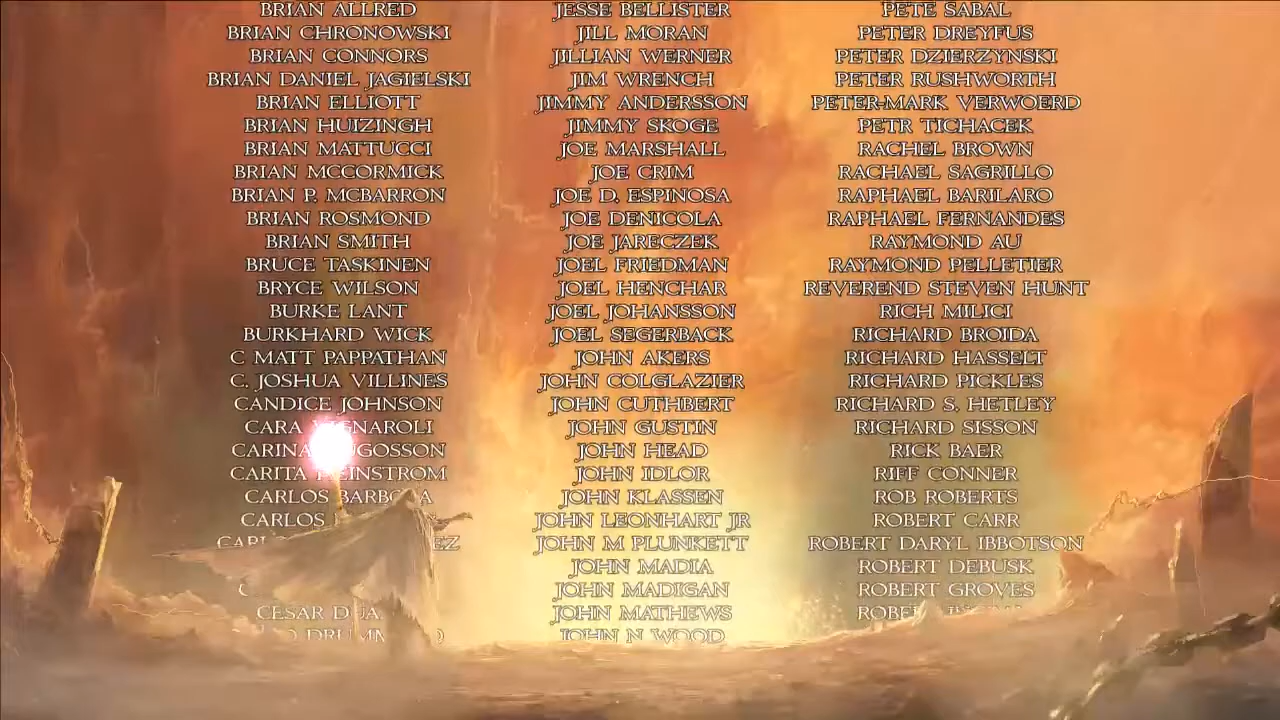 BRIAN ALLRED
BRIAN CHRONOWSKI
BRIAN CONNORS
BRIAN DANIEL JAGIELSKI
BRIAN ELLIOTT
BRIAN HUIZINGH
BRIAN MATTUCCI
BRIAN MCCORMICK
BRIAN P. MCBARRON
BRIAN ROSMOND
BRIAN SMITH
BRUCE TASKINEN
BRYCE WILSON
BURKE LANT
BURKHARD WICK
C MATT PAPPATHAN
C. JOSHUA VILLINES
CANDICE JOHNSON
CARA
CARINA
CARITA
CARLOS
CARLOS
CESAR
JESSE BELLISTER
JILL MORAN
JILLIAN WERNER
JIM WRENCH
JIMMY ANDERSSON
JIMMY SKOGE
JOE MARSHALL
JOE CRIM
JOE D. ESPINOSA
JOE DENICOLA
JOE JARECZEK
JOEL FRIEDMAN
JOEL HENCHAR
JOEL JOHANSSON
JOEL SEGERBACK
JOHN AKERS
JOHN COLGLAZIER
JOHN CUTHBERT
JOHN GUSTIN
JOHN HEAD
JOHN IDLOR
JOHN KLASSEN
JOHN LEONHART JR
JOHN M PLUNKETT
JOHN MADIA
JOHN MADIGAN
JOHN MATHEWS
JOHN N WOOD
PETE SABAL
PETER DREYFUS
PETER DZIERZYNSKI
PETER RUSHWORTH
PETER-MARK VERWOERD
PETR TICHACEK
RACHEL BROWN
RACHAEL SAGRILLO
RAPHAEL BARILARO
RAPHAEL FERNANDES
RAYMOND AU
RAYMOND PELLETIER
REVEREND STEVEN HUNT
RICH MILICI
RICHARD BROIDA
RICHARD HASSELT
RICHARD PICKLES
RICHARD S. HETLEY
RICHARD SISSON
RICK BAER
RIFF CONNER
ROB ROBERTS
ROBERT CARR
ROBERT DARYL IBBOTSON
ROBERT DEBUSK
ROBERT GROVES